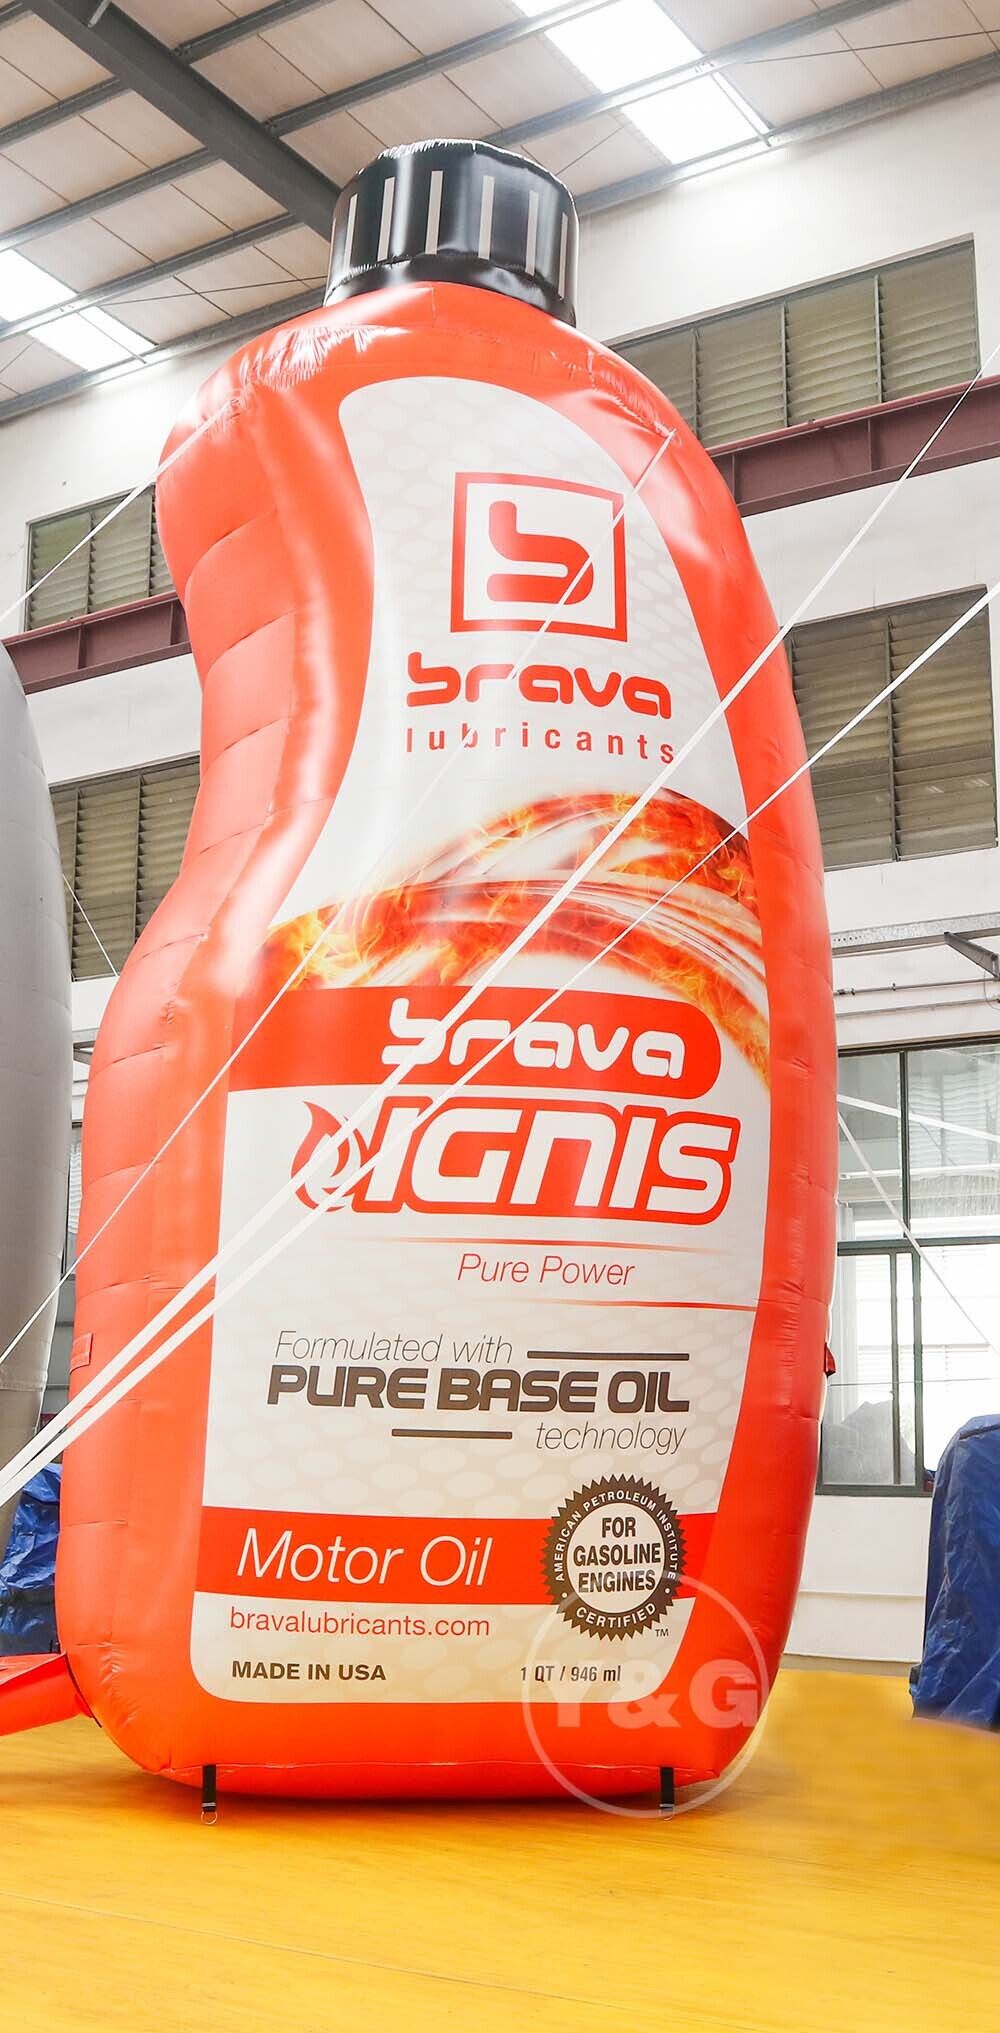 b
brava
lubricants
brava
IGNIS
Pure Power
Formulated with
PURE BASE OIL
technology
AMERICAN PETROLEUM INSTITUTE
FOR
GASOLINE
ENGINES
CERTIFIED
TM
Motor Oil
bravalubricants.com
MADE IN USA 1 QT / 946 ml
Y&G